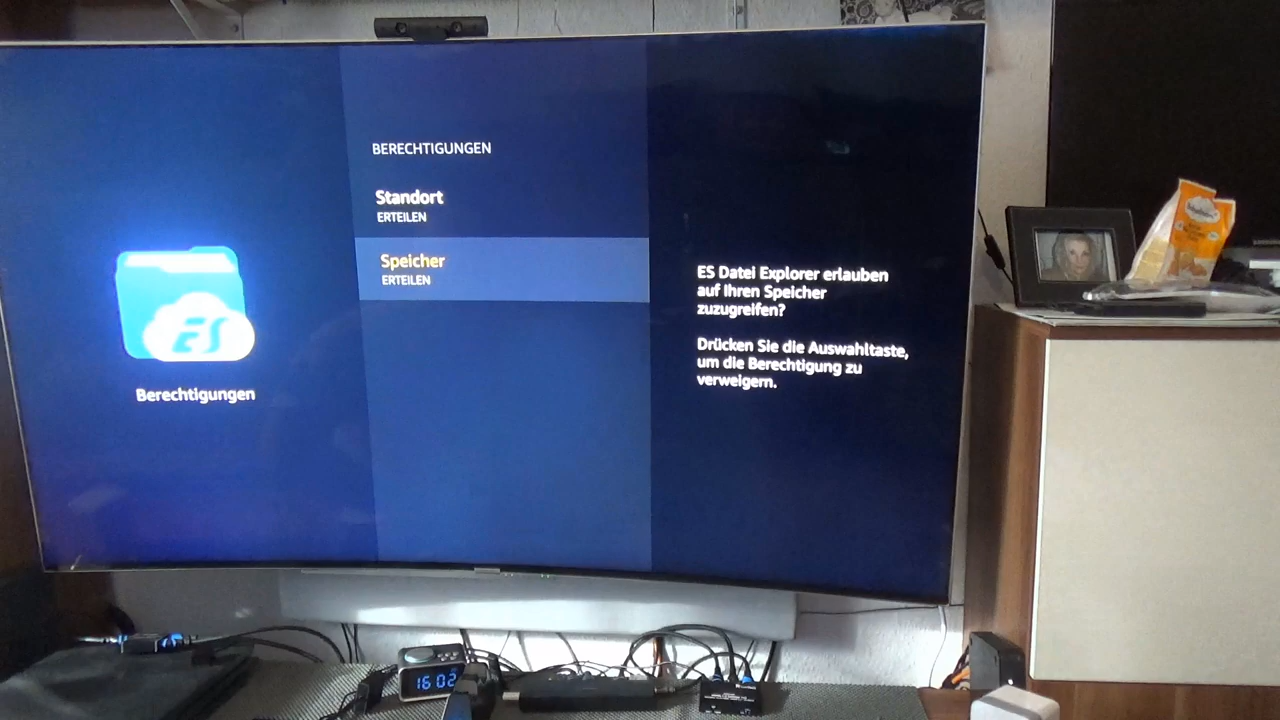 BERECHTIGUNGEN
Standort
ERTEILEN
Speicher
ERTEILEN
ES
Berechtigungen
ES Datei Explorer erlauben
auf Ihren Speicher
zuzugreifen?
Drücken Sie die Auswahltaste,
um die Berechtigung zu
verweigern.
16 02